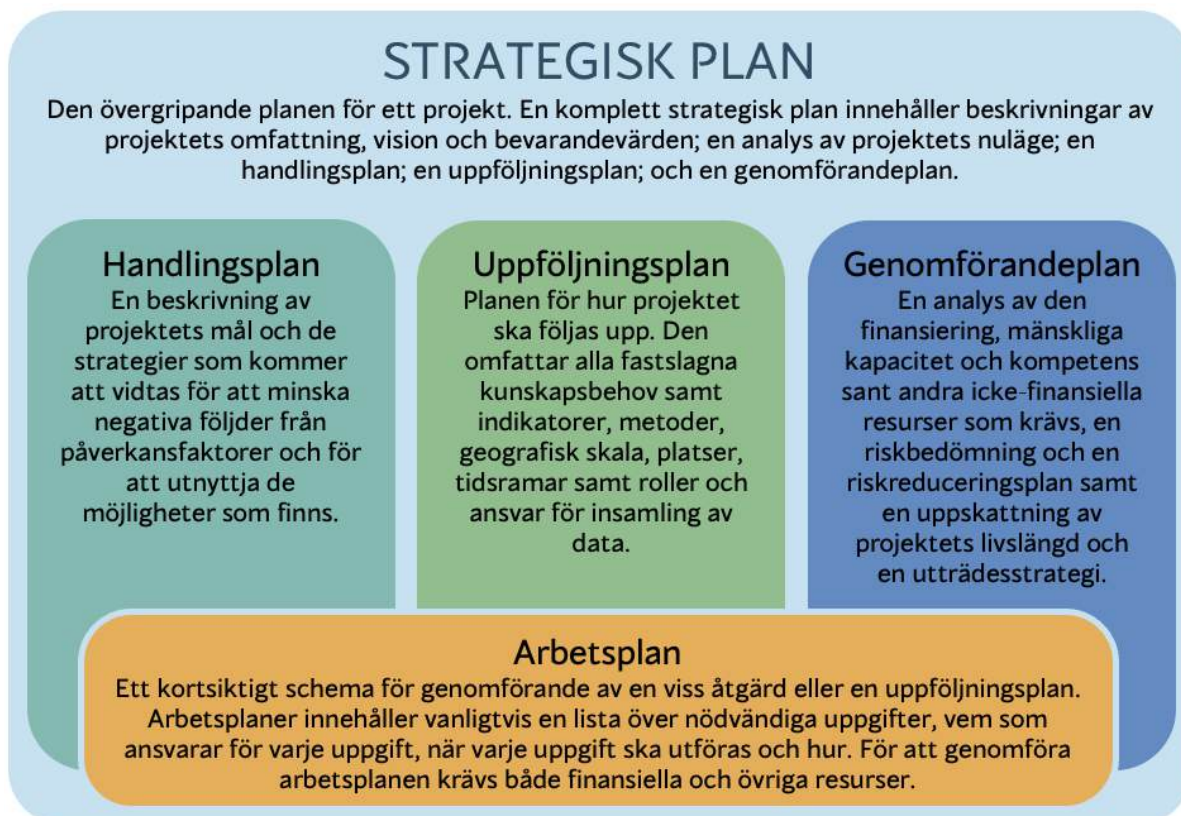 STRATEGISK PLAN
Den övergripande planen för ett projekt. En komplett strategisk plan innehåller beskrivningar av
projektets omfattning, vision och bevarandevärden; en analys av projektets nuläge; en
handlingsplan; en uppföljningsplan; och en genomförandeplan.
Handlingsplan
En beskrivning av
projektets mål och de
strategier som kommer
att vidtas för att minska
negativa följder från
påverkansfaktorer och för
att utnyttja de
möjligheter som finns.
Uppföljningsplan
Planen för hur projektet
ska följas upp. Den
omfattar alla fastslagna
kunskapsbehov samt
indikatorer, metoder,
geografisk skala, platser,
tidsramar samt roller och
ansvar för insamling av
data.
Genomförandeplan
En analys av den
finansiering, mänskliga
kapacitet och kompetens
sant andra icke-finansiella
resurser som krävs, en
riskbedömning och en
riskreduceringsplan samt
en uppskattning av
projektets livslängd och
en utträdesstrategi.
Arbetsplan
Ett kortsiktigt schema för genomförande av en viss åtgärd eller en uppföljningsplan.
Arbetsplaner innehåller vanligtvis en lista över nödvändiga uppgifter, vem som
ansvarar för varje uppgift, när varje uppgift ska utföras och hur. För att genomföra
arbetsplanen krävs både finansiella och övriga resurser.